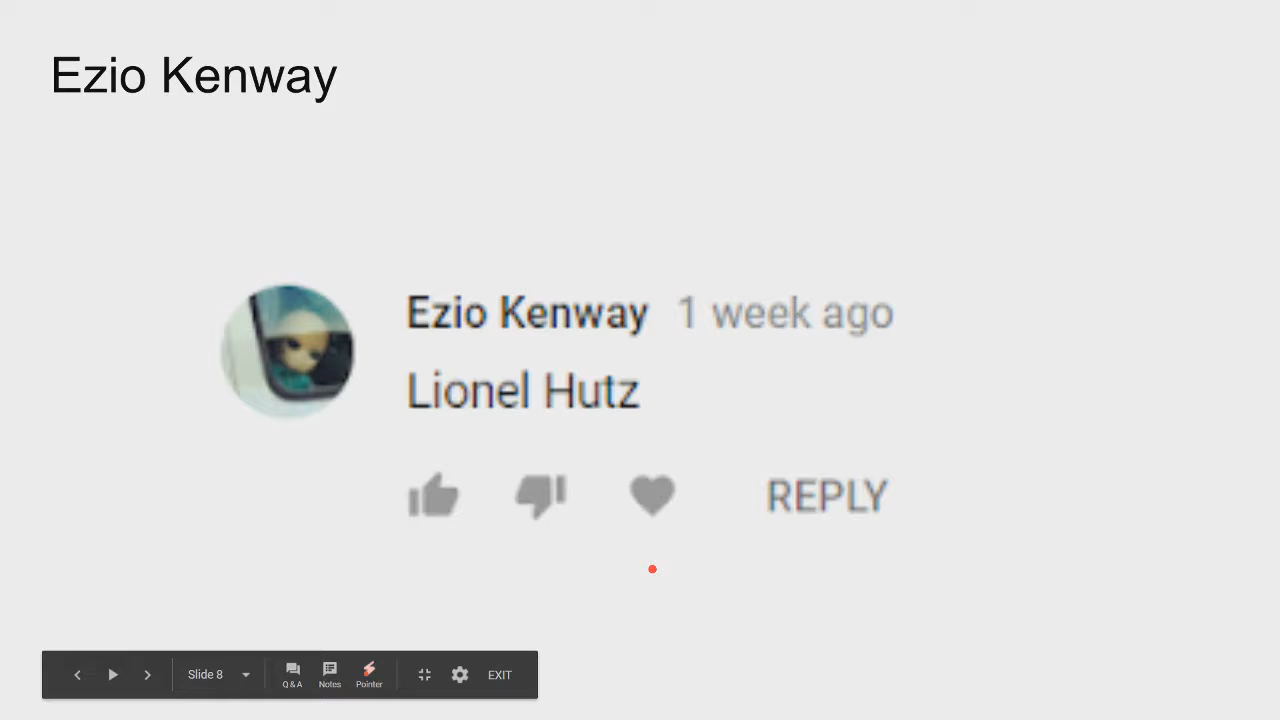 Ezio Kenway
Ezio Kenway 1 week ago
Lionel Hutz
REPLY
Slide 8 Q & A Notes Pointer EXIT